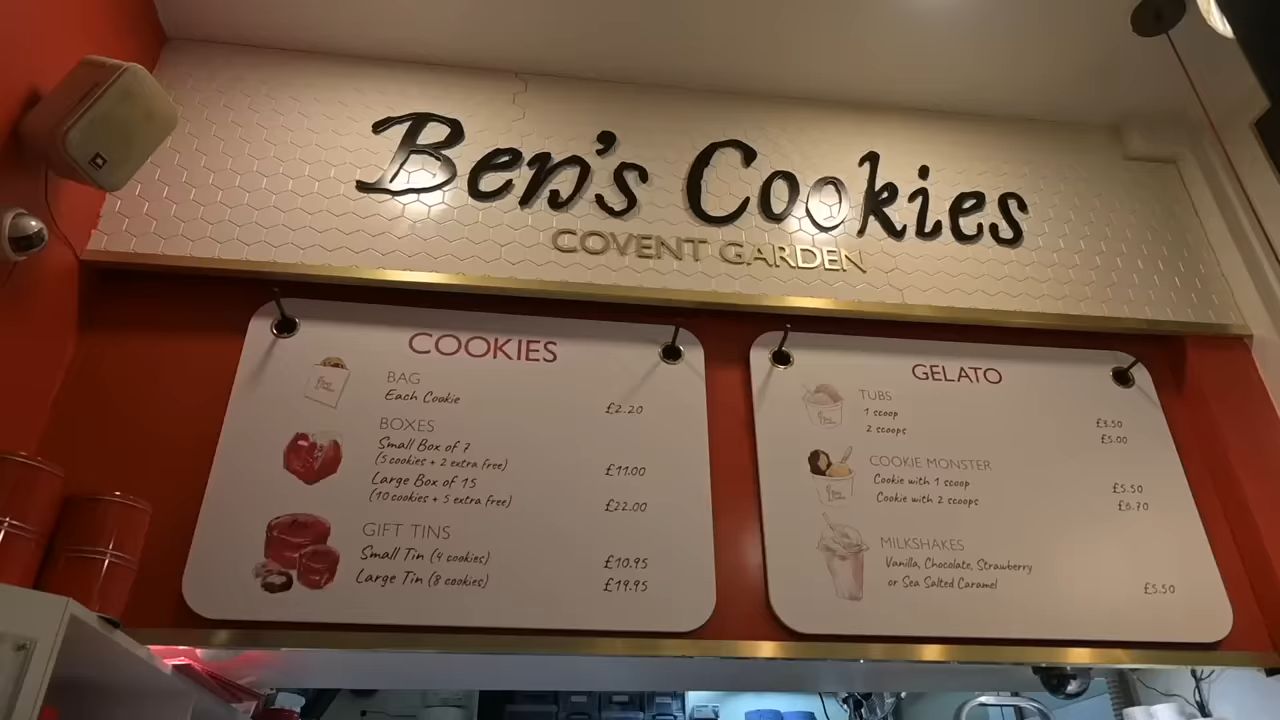 Ben's Cookies
COVENT GARDEN
COOKIES
BAG
Each Cookie £2.20
BOXES
Small Box of 7
(5 cookies + 2 extra free) £11.00
Large Box of 15
(10 cookies + 5 extra free) £22.00
GIFT TINS
Small Tin (4 cookies) £10.95
Large Tin (8 cookies) £19.95
GELATO
TUBS
1 scoop £3.50
2 scoops £5.00
COOKIE MONSTER
Cookie with 1 scoop £5.50
Cookie with 2 scoops £6.70
MILKSHAKES
Vanilla, Chocolate, Strawberry
or Sea Salted Caramel £5.50